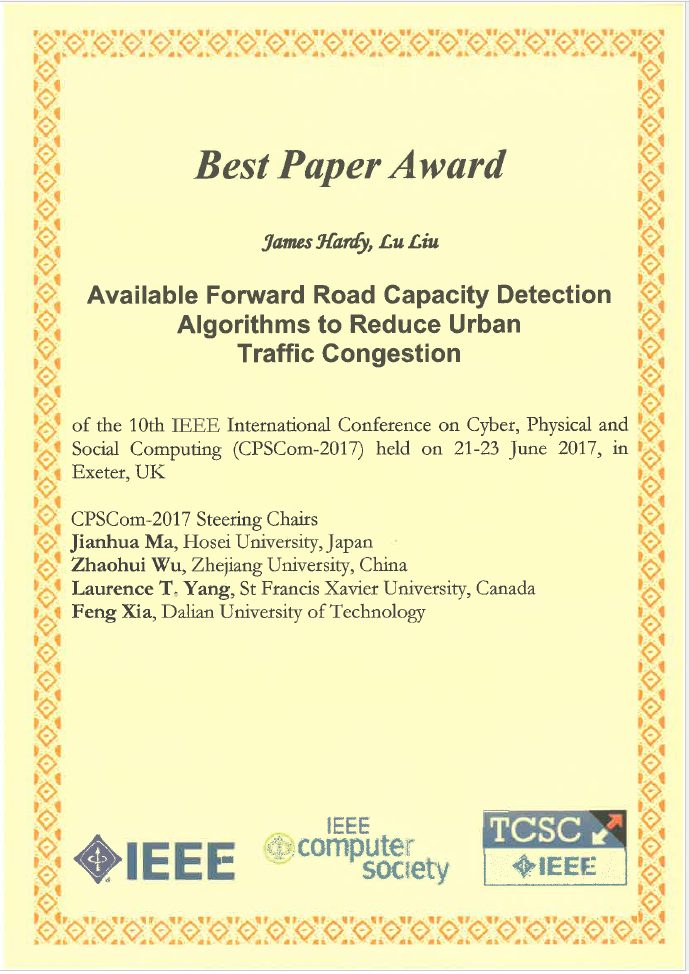 Best Paper Award
James Hardy, Lu Liu
Available Forward Road Capacity Detection
Algorithms to Reduce Urban
Traffic Congestion
of the 10th IEEE International Conference on Cyber, Physical and
Social Computing (CPSCom-2017) held on 21-23 June 2017, in
Exeter, UK
CPSCom-2017 Steering Chairs
Jianhua Ma, Hosei University, Japan
Zhaohui Wu, Zhejiang University, China
Laurence T. Yang, St Francis Xavier University, Canada
Feng Xia, Dalian University of Technology
IEEE
IEEE
computer
society
TCSC
IEEE